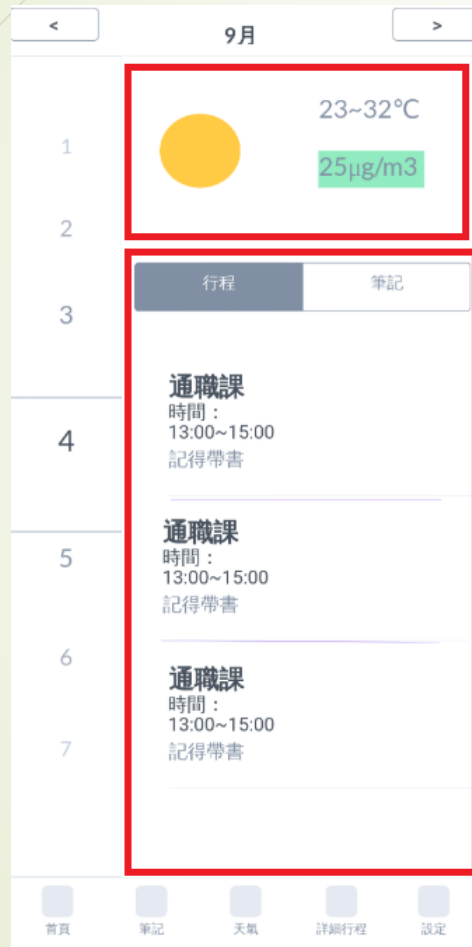 <
9月
>
1
2
3
4
5
6
7
23~32℃
25μg/m3
行程
筆記
通職課
時間：
13:00~15:00
記得帶書
通職課
時間：
13:00~15:00
記得帶書
通職課
時間：
13:00~15:00
記得帶書
首頁
筆記
天氣
詳細行程
設定